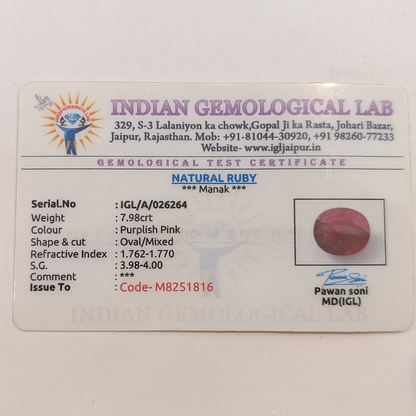 INDIAN GEMOLOGICAL LAB
329, S-3 Lalaniyon ka chowk,Gopal Ji ka Rasta, Johari Bazar,
Jaipur, Rajasthan. Mob: +91-81044-30920, +91 98260-77233
Website- www.igljaipur.in
GEMOLOGICAL TEST CERTIFICATE
NATURAL RUBY
*** Manak ***
Serial.No : IGL/A/026264
Weight : 7.98crt
Colour : Purplish Pink
Shape & cut : Oval/Mixed
Refractive Index : 1.762-1.770
S.G. : 3.98-4.00
Comment : ***
Issue To : Code- M8251816
Pawan Soni
Pawan soni
MD(IGL)
INDIAN GEMOLOGICAL LAB